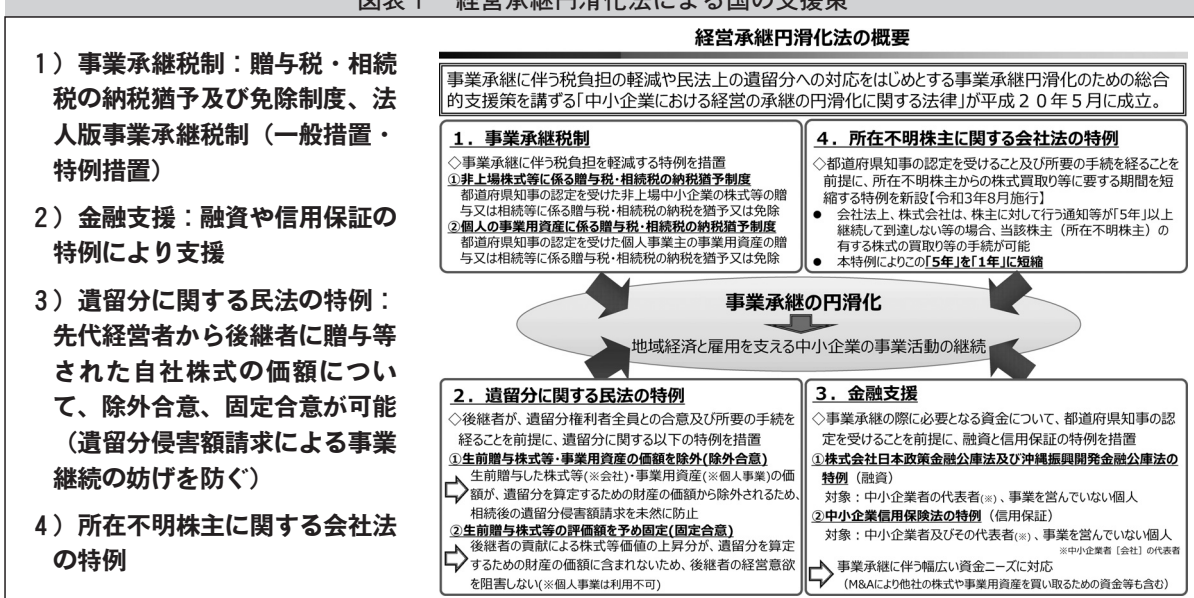 図表1 経営承継円滑化法による国の支援策
1）事業承継税制：贈与税・相続
税の納税猶予及び免除制度、法
人版事業承継税制（一般措置・
特例措置）
2）金融支援：融資や信用保証の
特例により支援
3）遺留分に関する民法の特例：
先代経営者から後継者に贈与等
された自社株式の価額につい
て、除外合意、固定合意が可能
（遺留分侵害額請求による事業
継続の妨げを防ぐ）
4）所在不明株主に関する会社法
の特例
経営承継円滑化法の概要
事業承継に伴う税負担の軽減や民法上の遺留分への対応をはじめとする事業承継円滑化のための総合
的支援策を講ずる「中小企業における経営の承継の円滑化に関する法律」が平成２０年５月に成立。
１．事業承継税制
◇事業承継に伴う税負担を軽減する特例を措置
①非上場株式等に係る贈与税・相続税の納税猶予制度
都道府県知事の認定を受けた非上場中小企業の株式等の贈
与又は相続等に係る贈与税・相続税の納税を猶予又は免除
②個人の事業用資産に係る贈与税・相続税の納税猶予制度
都道府県知事の認定を受けた個人事業主の事業用資産の贈
与又は相続等に係る贈与税・相続税の納税を猶予又は免除
４．所在不明株主に関する会社法の特例
◇都道府県知事の認定を受けること及び所要の手続を経ることを
前提に、所在不明株主からの株式買取り等に要する期間を短
縮する特例を新設【令和3年8月施行】
● 会社法上、株式会社は、株主に対して行う通知等が「5年」以上
継続して到達しない等の場合、当該株主（所在不明株主）の
有する株式の買取り等の手続が可能
● 本特例によりこの「5年」を「1年」に短縮
事業承継の円滑化
地域経済と雇用を支える中小企業の事業活動の継続
２．遺留分に関する民法の特例
◇後継者が、遺留分権利者全員との合意及び所要の手続を
経ることを前提に、遺留分に関する以下の特例を措置
①生前贈与株式等・事業用資産の価額を除外(除外合意)
生前贈与した株式等(※会社)・事業用資産(※個人事業)の価
額が、遺留分を算定するための財産の価額から除外されるため、
相続後の遺留分侵害額請求を未然に防止
②生前贈与株式等の評価額を予め固定(固定合意)
後継者の貢献による株式等価値の上昇分が、遺留分を算定
するための財産の価額に含まれないため、後継者の経営意欲
を阻害しない(※個人事業は利用不可)
３．金融支援
◇事業承継の際に必要となる資金について、都道府県知事の認
定を受けることを前提に、融資と信用保証の特例を措置
①株式会社日本政策金融公庫法及び沖縄振興開発金融公庫法の
特例（融資）
対象：中小企業者の代表者(※)、事業を営んでいない個人
②中小企業信用保険法の特例（信用保証）
対象：中小企業者及びその代表者(※)、事業を営んでいない個人
※中小企業者［会社］の代表者
事業承継に伴う幅広い資金ニーズに対応
（M&Aにより他社の株式や事業用資産を買い取るための資金等も含む）